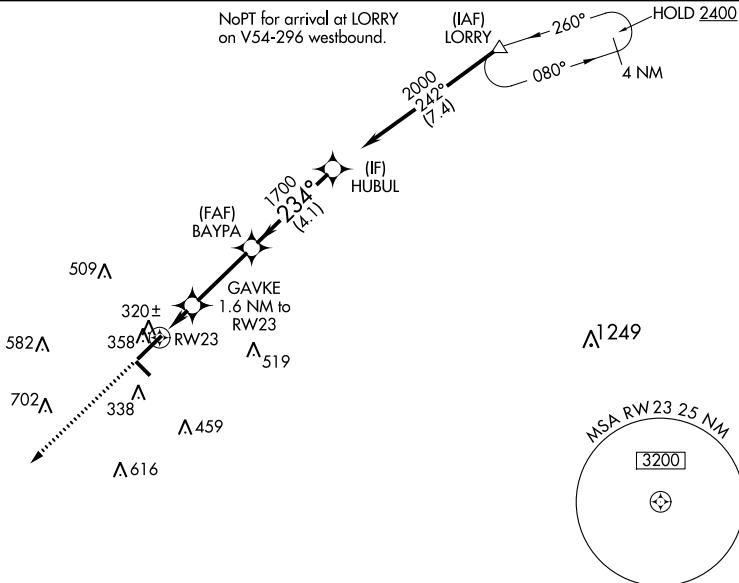 NoPT for arrival at LORRY
on V54-296 westbound.
(IAF)
LORRY
260°
HOLD 2400
080°
4 NM
2000
242°
(7.4)
(IF)
HUBUL
1700
234°
(4.1)
(FAF)
BAYPA
509
GAVKE
1.6 NM to
RW23
320±
358
RW23
582
519
1249
702
338
459
616
MSA RW 23 25 NM
3200